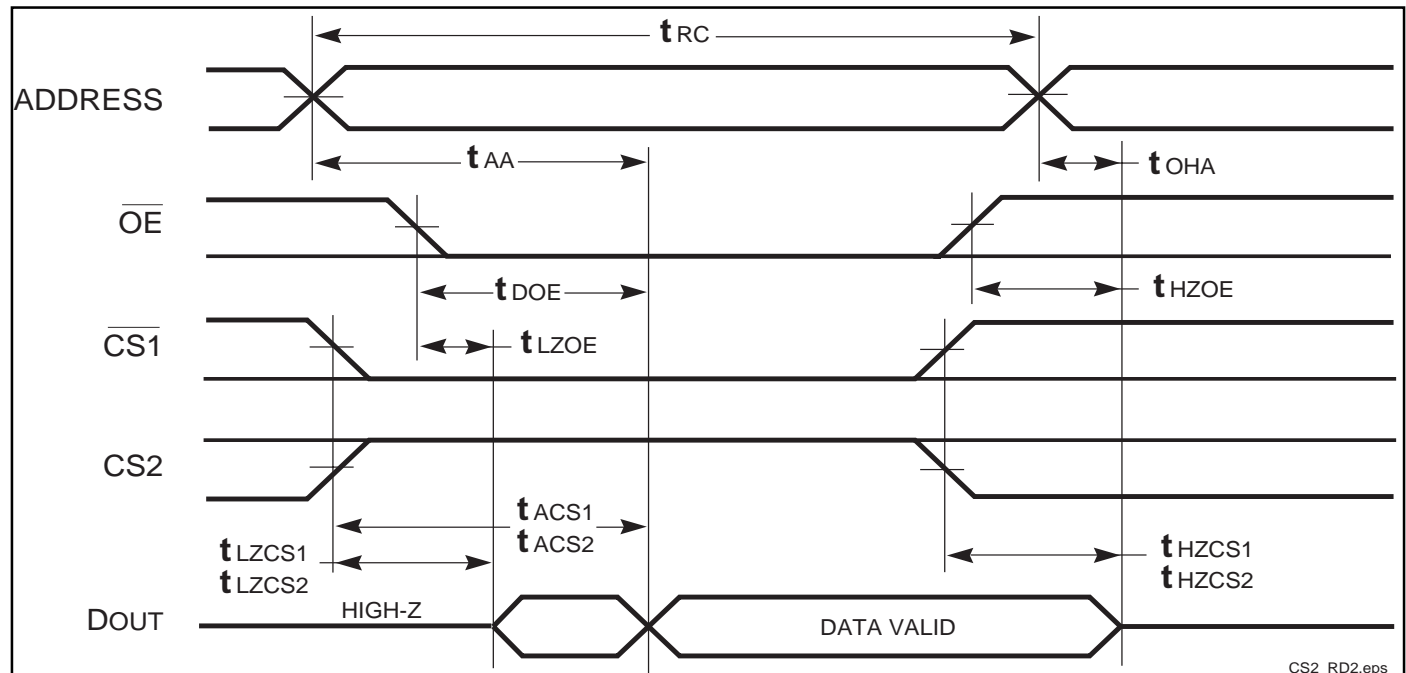 tRC
ADDRESS
tAA
tOHA
OE
tDOE
tHZOE
CS1
tLZOE
CS2
tACS1
tACS2
tLZCS1
tLZCS2
tHZCS1
tHZCS2
HIGH-Z
DOUT
DATA VALID
CS2_RD2.eps